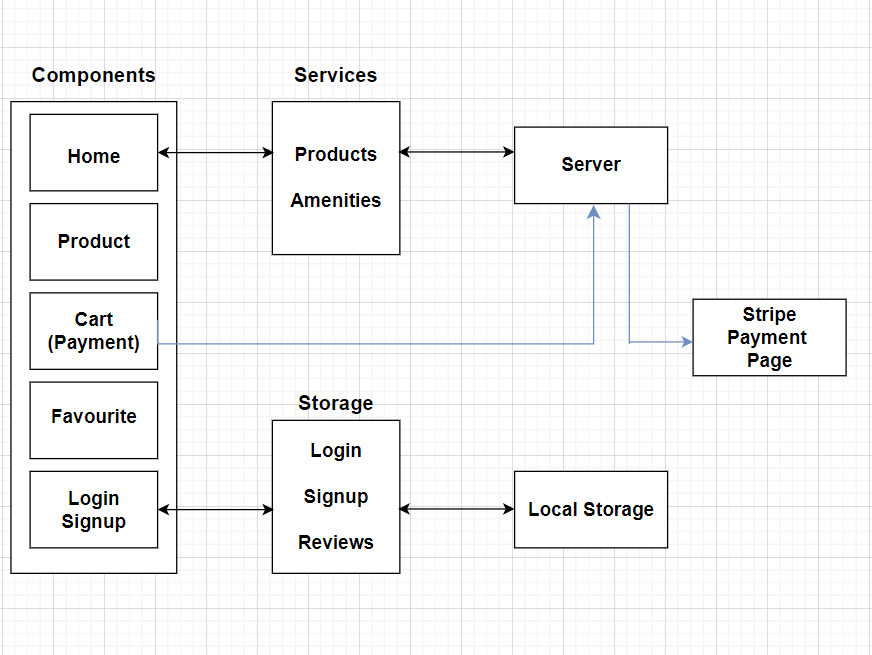 Components
Home
Product
Cart
(Payment)
Favourite
Login
Signup
Services
Products
Amenities
Server
Stripe
Payment
Page
Storage
Login
Signup
Reviews
Local Storage